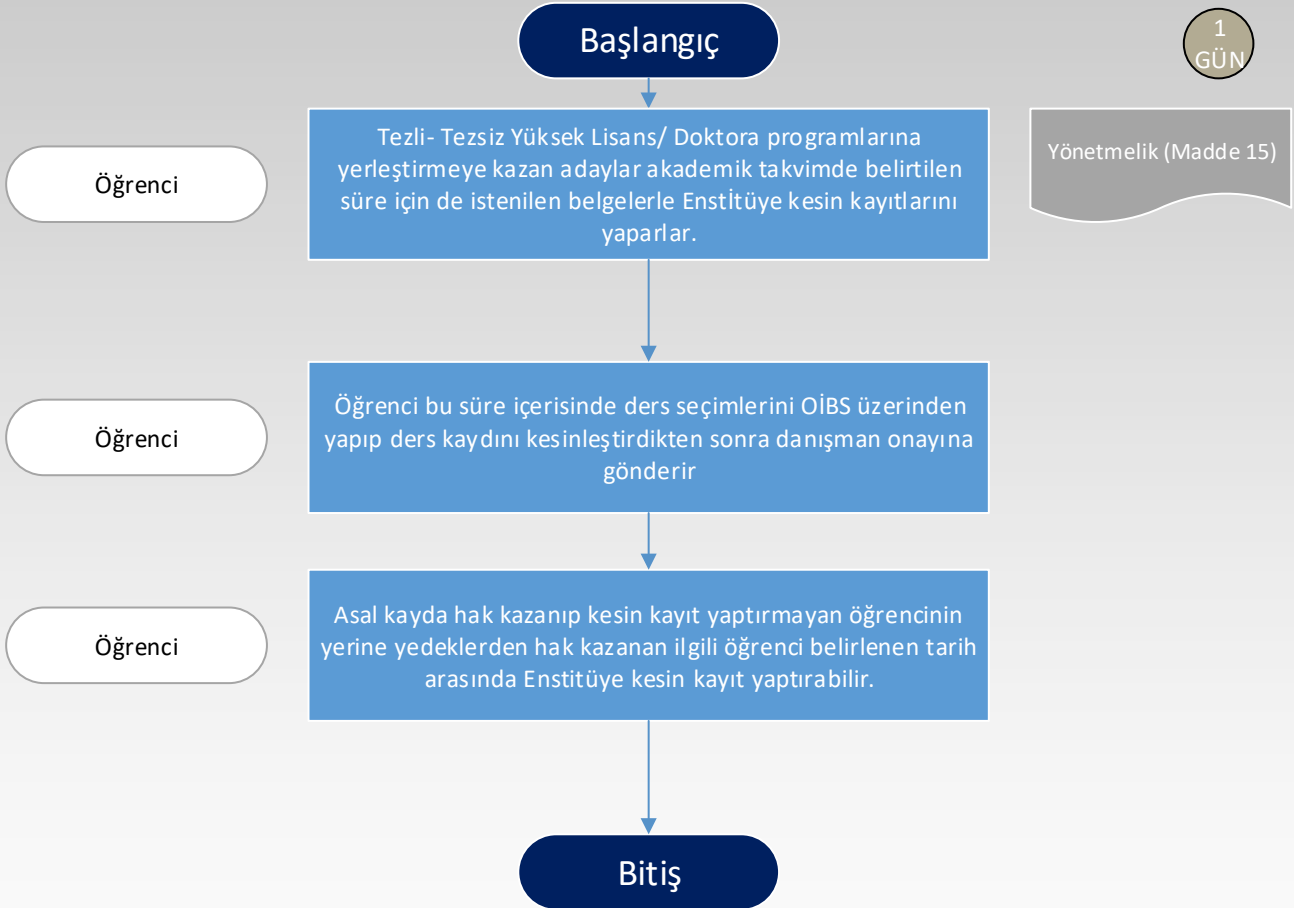 Başlangıç
1
GÜN
Öğrenci
Tezli- Tezsiz Yüksek Lisans/ Doktora programlarına
yerleştirmeye kazan adaylar akademik takvimde belirtilen
süre için de istenilen belgelerle Enstİtüye kesin kayıtlarını
yaparlar.
Yönetmelik (Madde 15)
Öğrenci
Öğrenci bu süre içerisinde ders seçimlerini OİBS üzerinden
yapıp ders kaydını kesinleştirdikten sonra danışman onayına
gönderir
Öğrenci
Asal kayda hak kazanıp kesin kayıt yaptırmayan öğrencinin
yerine yedeklerden hak kazanan ilgili öğrenci belirlenen tarih
arasında Enstitüye kesin kayıt yaptırabilir.
Bitiş